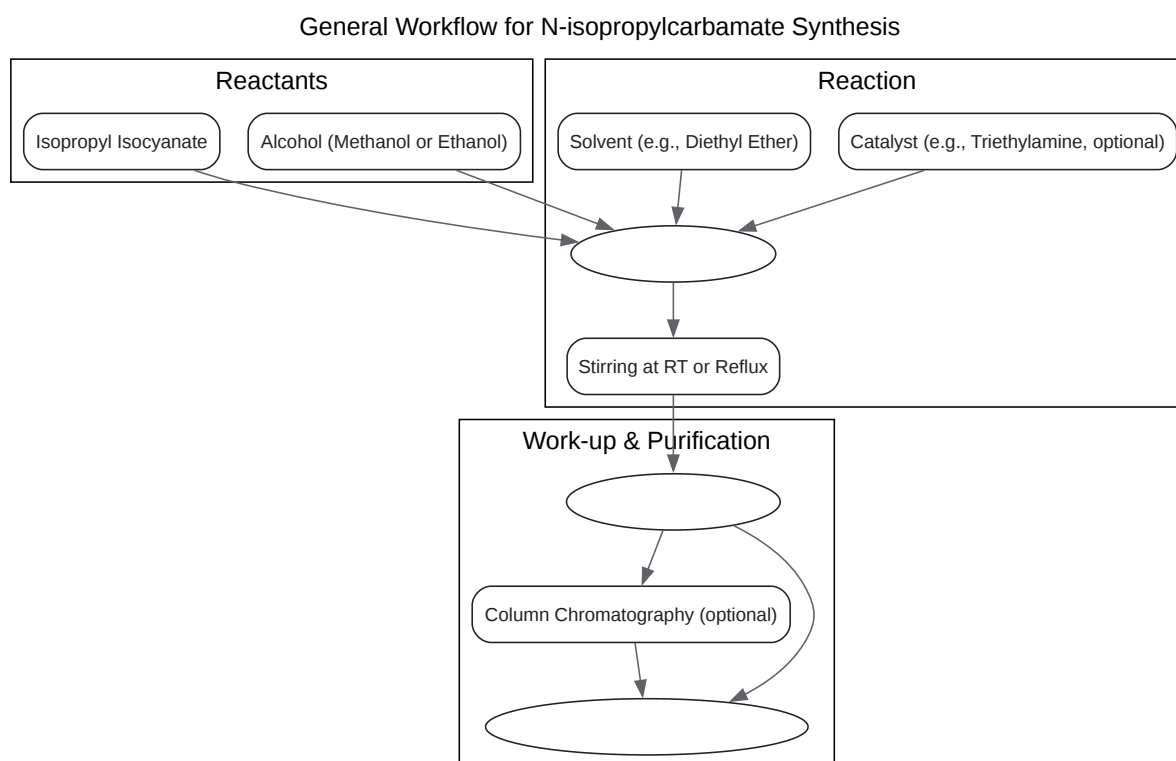 General Workflow for N-isopropylcarbamate Synthesis
Reactants
Reaction
Isopropyl Isocyanate
Alcohol (Methanol or Ethanol)
Solvent (e.g., Diethyl Ether)
Catalyst (e.g., Triethylamine, optional)
Stirring at RT or Reflux
Work-up & Purification
Column Chromatography (optional)